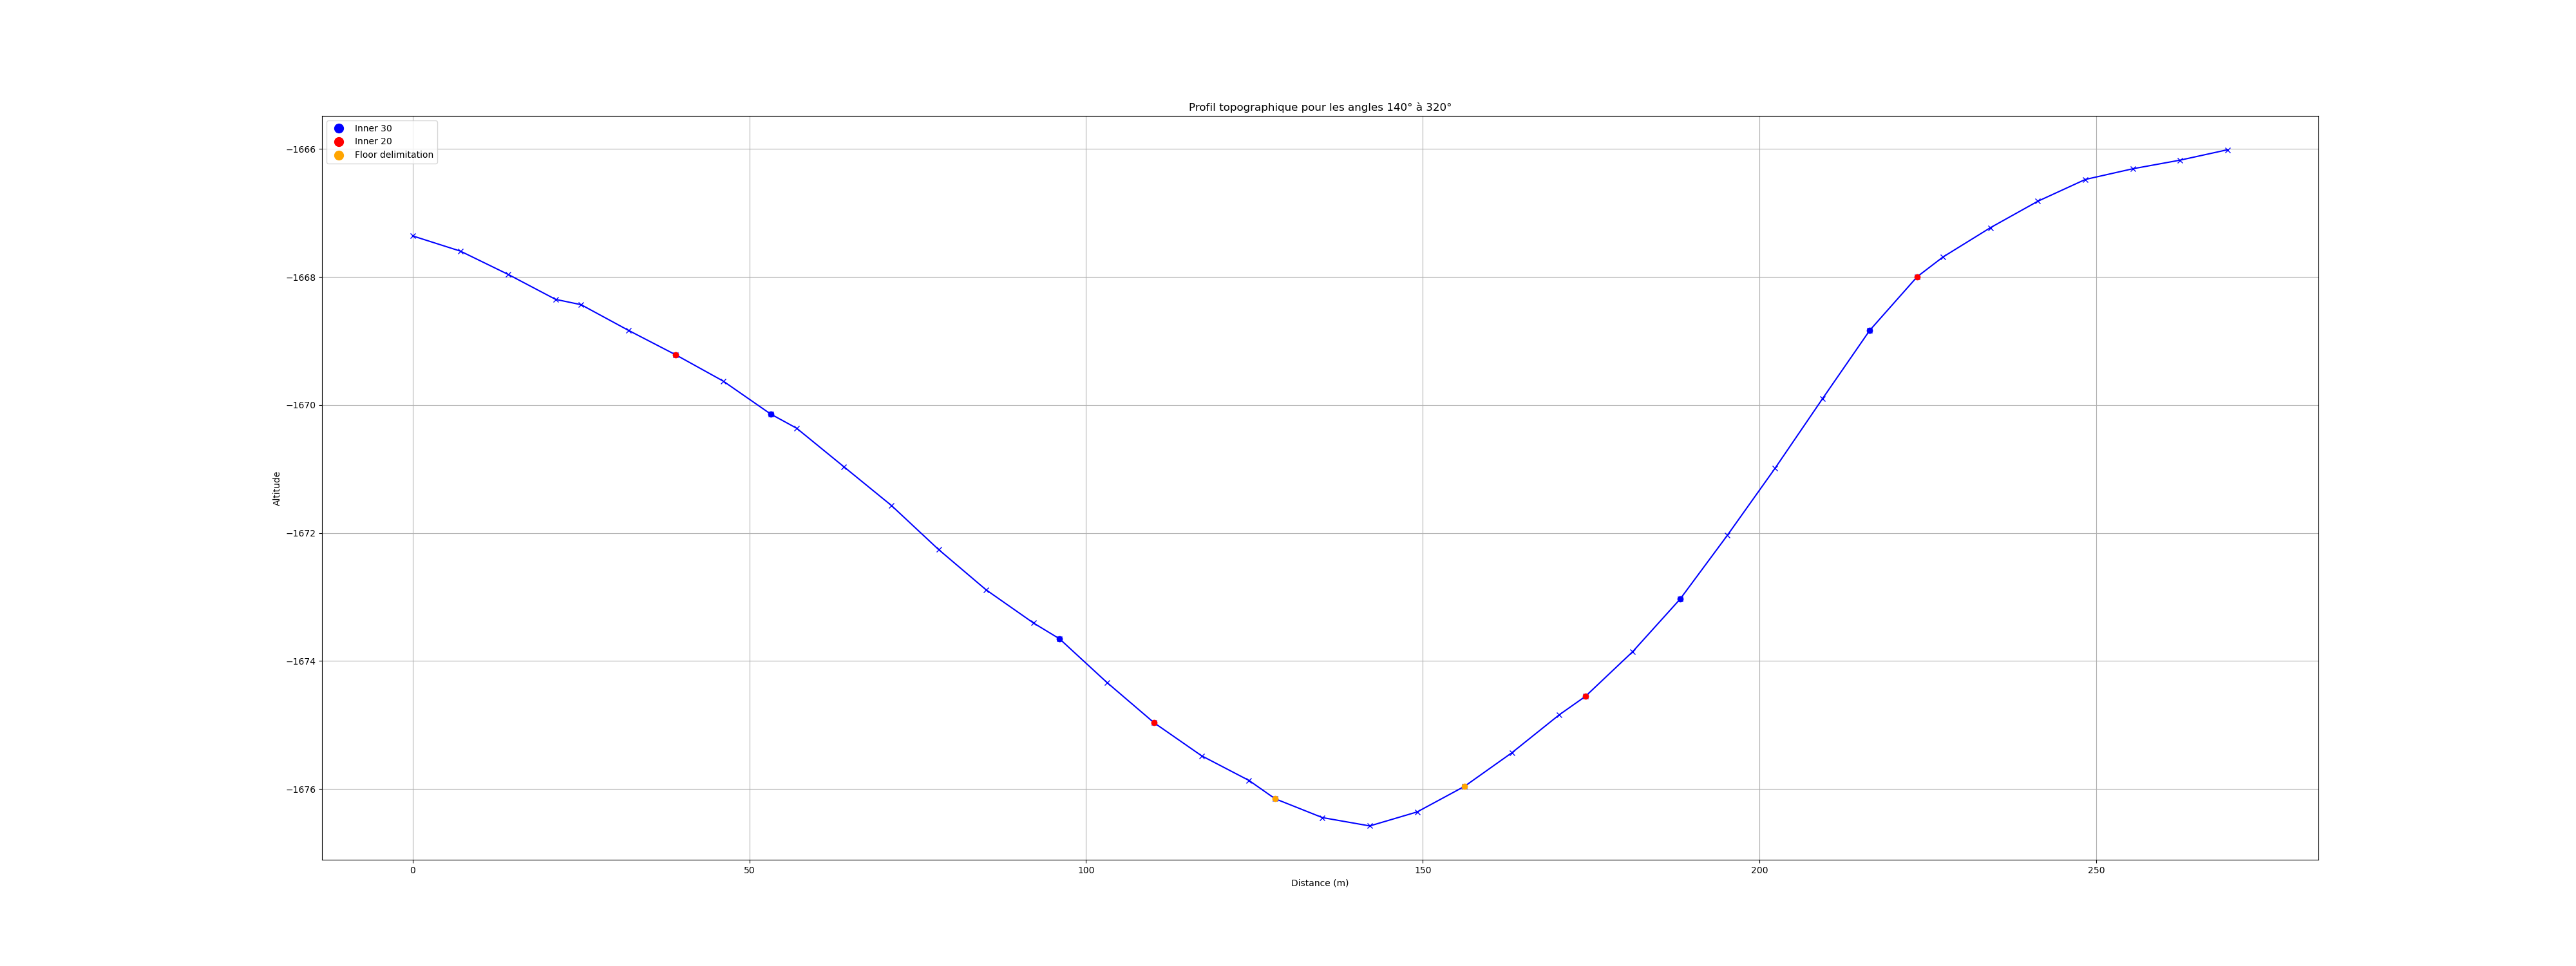 Profil topographique pour les angles 140° à 320°
Inner 30
Inner 20
Floor delimitation
−1666
−1668
−1670
−1672
−1674
−1676
Altitude
0
50
100
150
200
250
Distance (m)